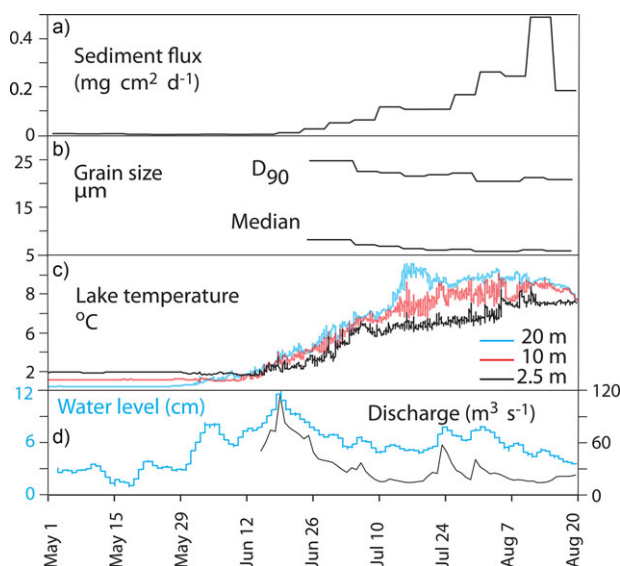 a)
Sediment flux
(mg cm2 d-1)
0.4
0.2
0
b)
Grain size
μm
D90
Median
25
15
5
c)
Lake temperature
oC
8
6
2
20 m
10 m
2.5 m
12
6
0
Water level (cm)
Discharge (m3 s-1)
d)
120
60
0
May 1
May 15
May 29
Jun 12
Jun 26
Jul 10
Jul 24
Aug 7
Aug 20